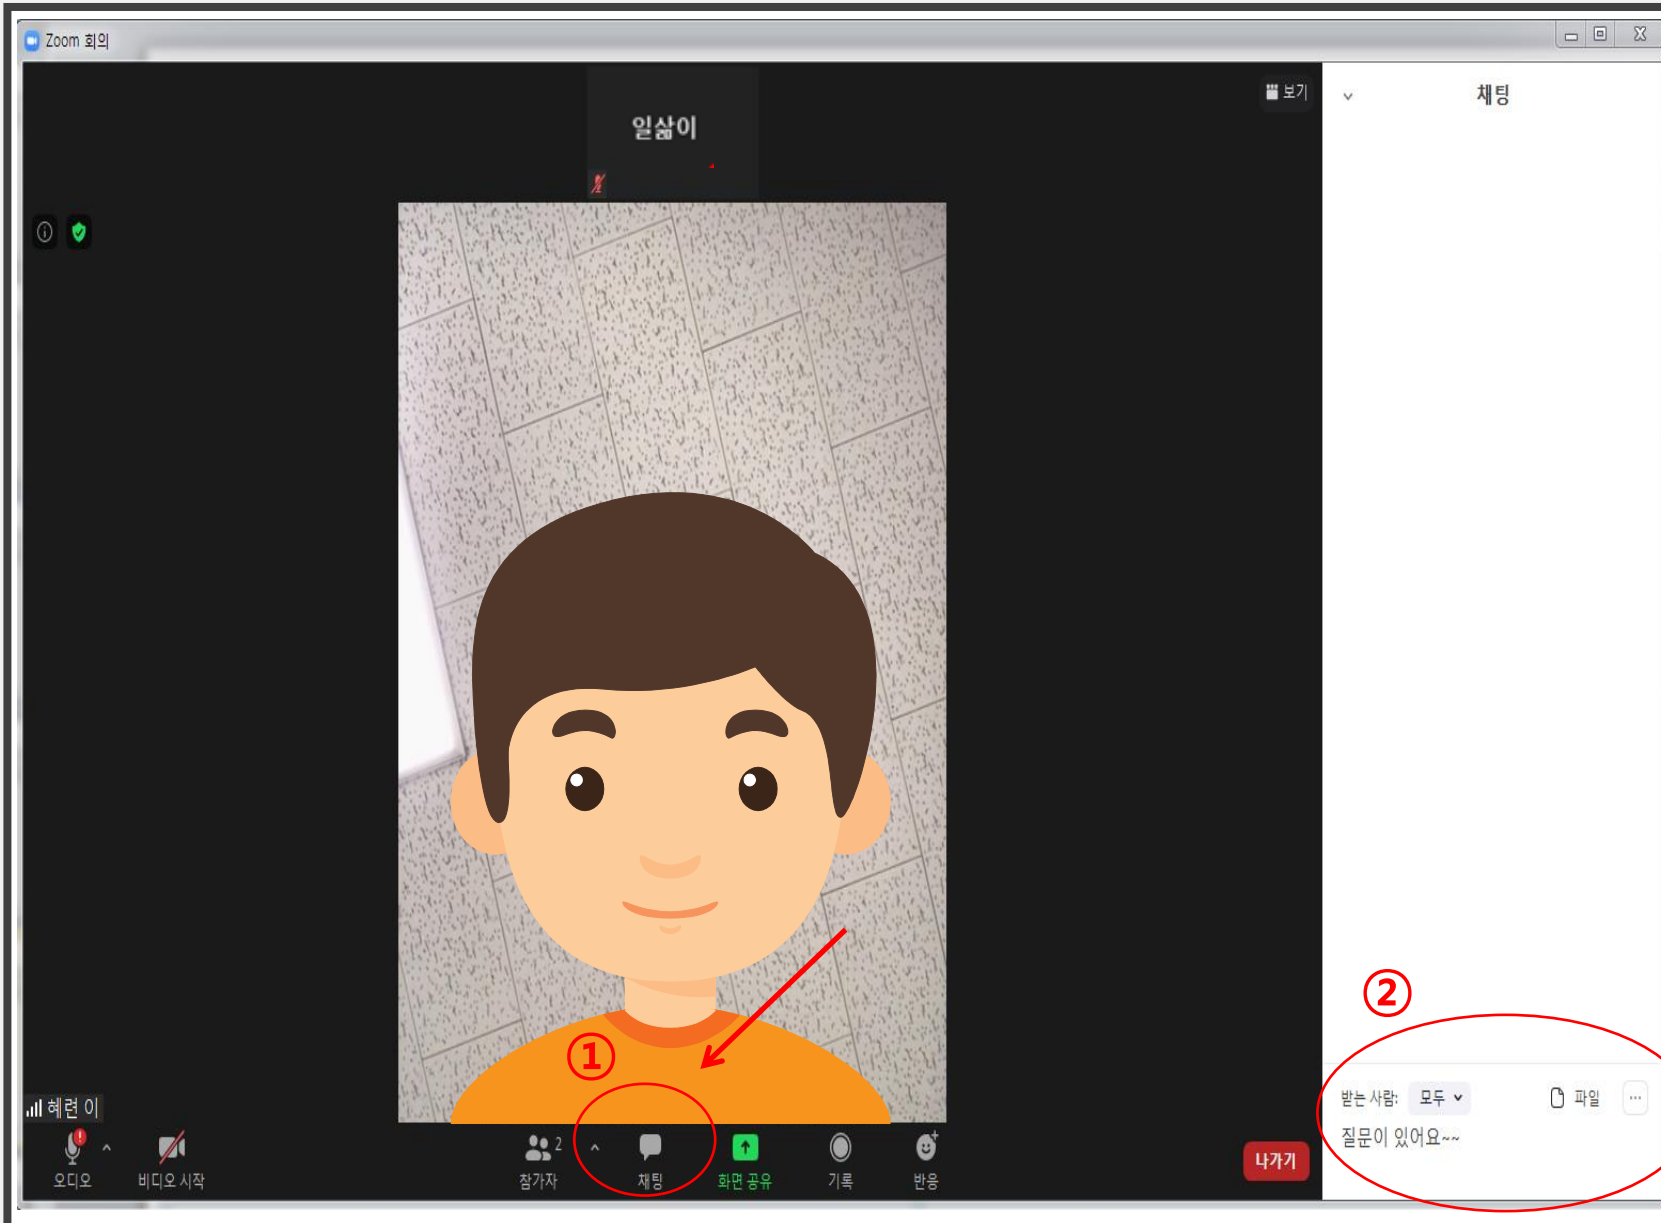 Zoom 회의
일삶이
보기
채팅
혜련 이
①
②
받는 사람: 모두 파일 ...
질문이 있어요~~
오디오 비디오 시작 참가자 2 채팅 화면 공유 기록 반응 나가기